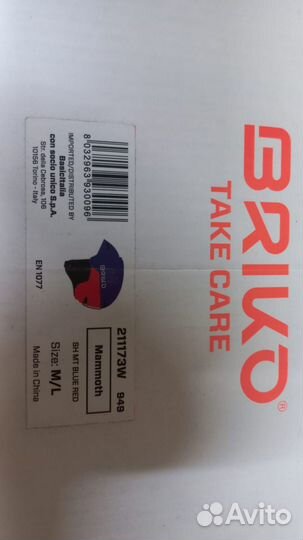 BRIKO®
TAKE CARE
8032963930096
IMPORTED/DISTRIBUTED BY
BasicItalia
con socio unico S.p.A.
Str. della Cebrosa, 106
10156 Torino - Italy
EN 1077
BRIKO
211173W 949
Mammoth
SH MT BLUE RED
Size: M/L
Made in China
Avito